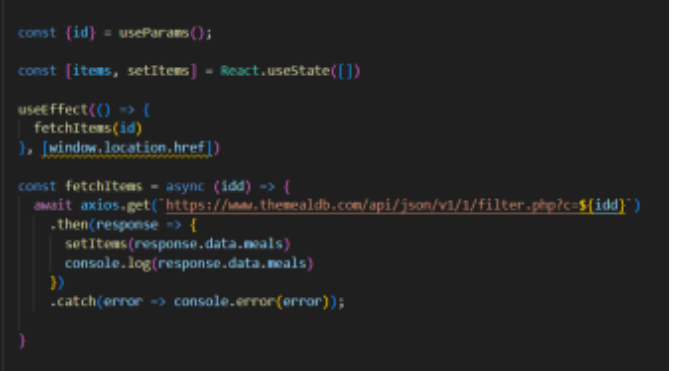 const {id} = useParams();
const [items, setItems] = React.useState([])
useEffect(() => {
fetchItems(id)
}, [window.location.href])
const fetchItems = async (idd) => {
await axios.get(`https://www.themealdb.com/api/json/v1/1/filter.php?c=${idd}`)
.then(response => {
setItems(response.data.meals)
console.log(response.data.meals)
})
.catch(error => console.error(error));
}